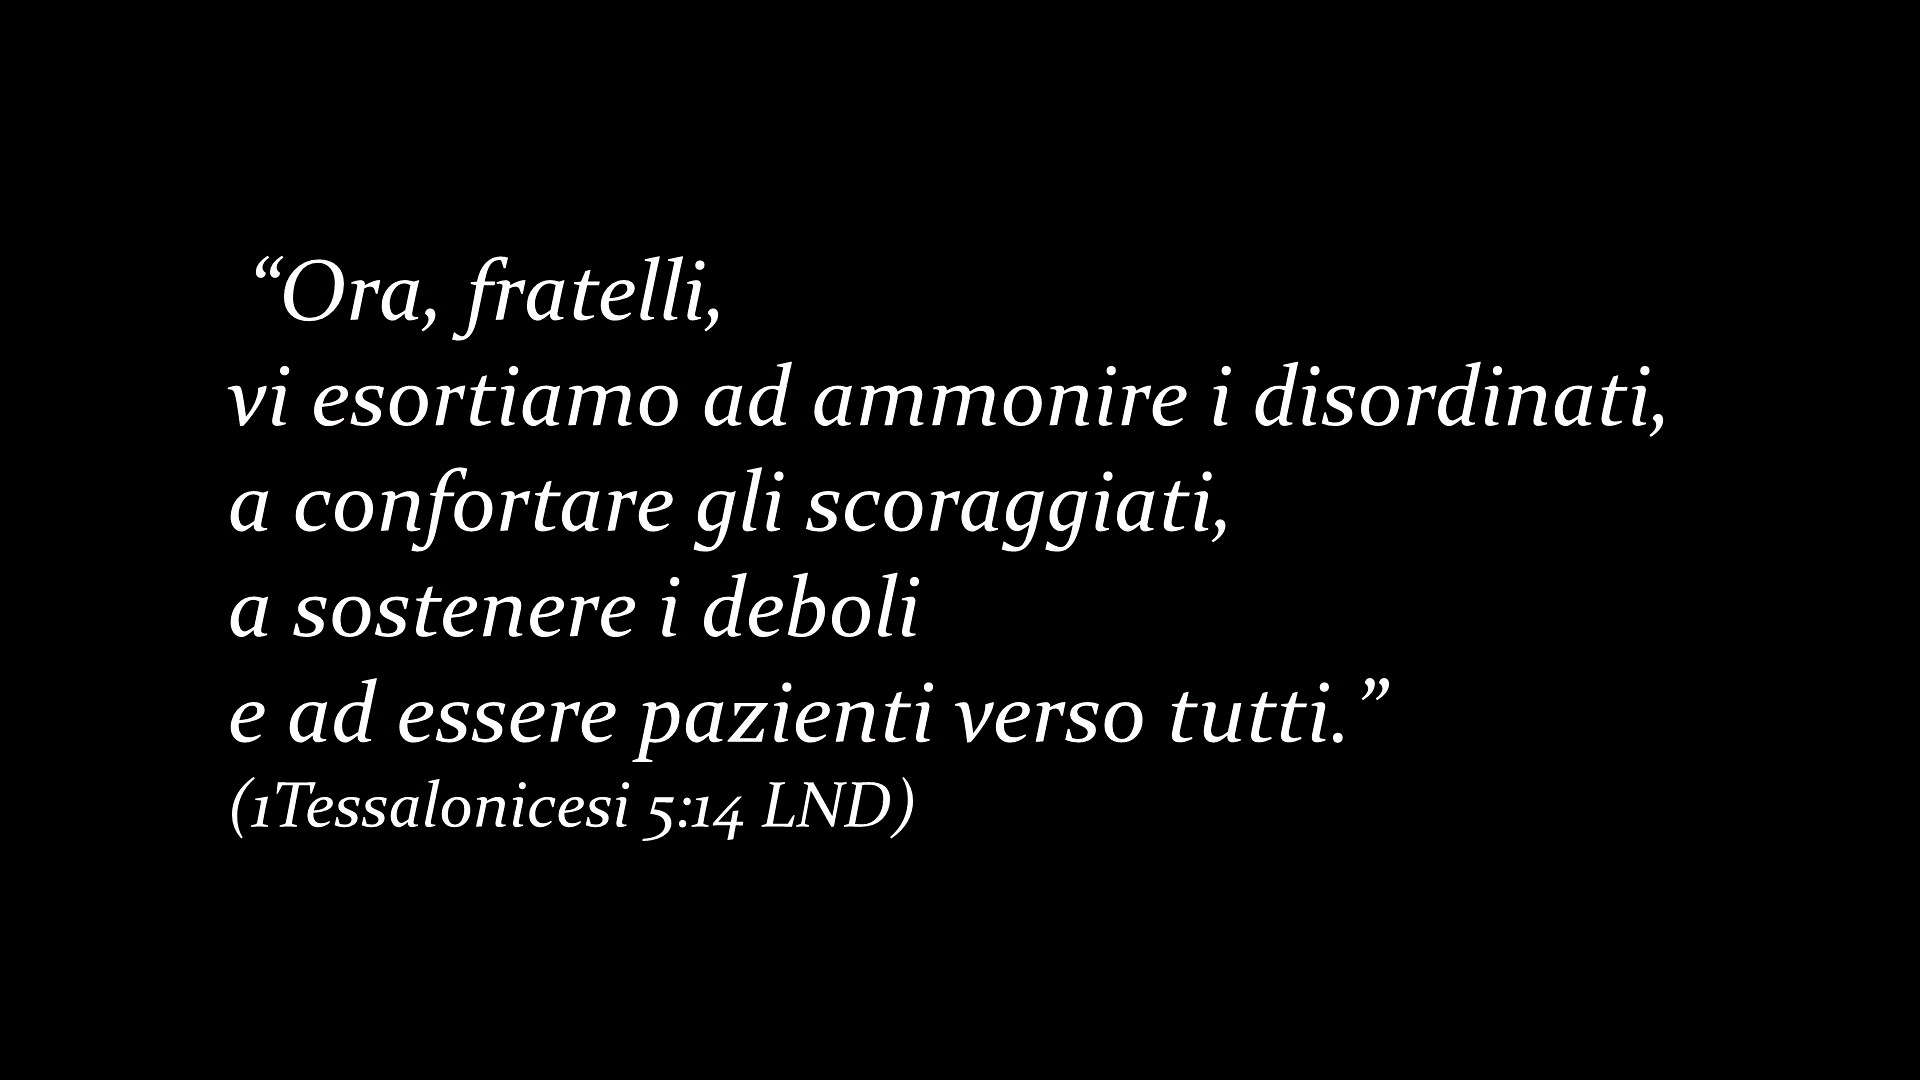 “Ora, fratelli,
vi esortiamo ad ammonire i disordinati,
a confortare gli scoraggiati,
a sostenere i deboli
e ad essere pazienti verso tutti.”
(1Tessalonicesi 5:14 LND)